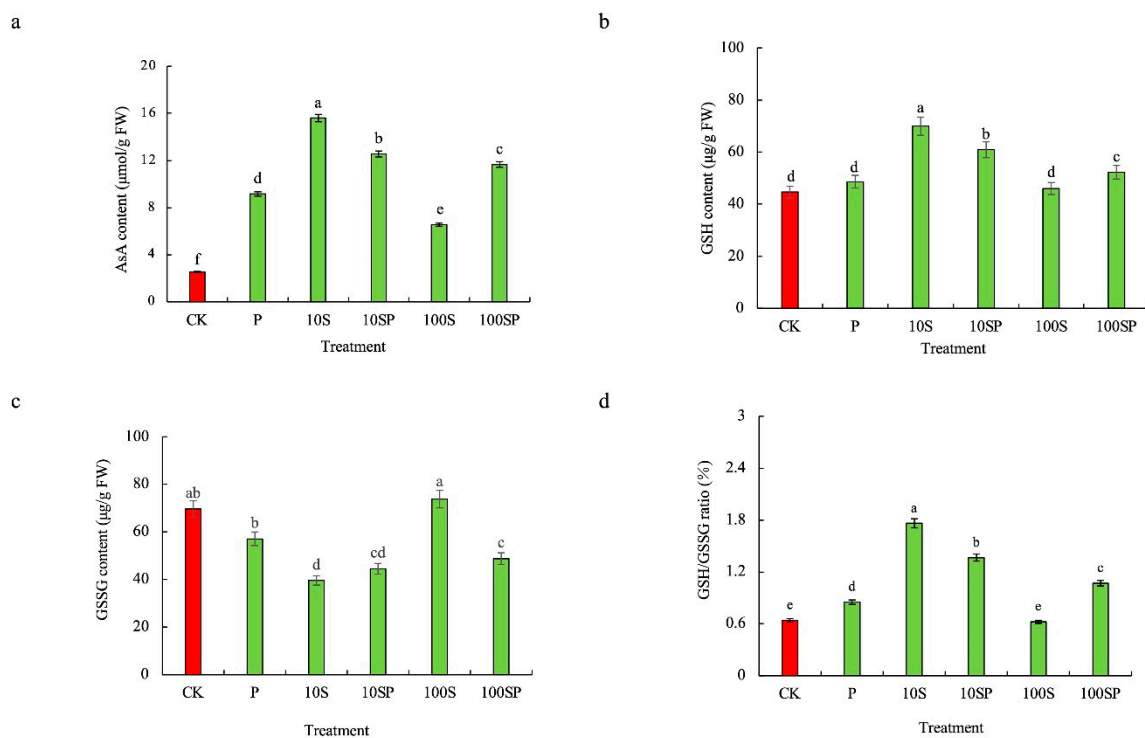 a
AsA content (μmol/g FW)
20
16
12
8
4
0
f
d
a
b
e
c
CK P 10S 10SP 100S 100SP
Treatment
b
GSH content (μg/g FW)
100
80
60
40
20
0
d
d
a
b
d
c
CK P 10S 10SP 100S 100SP
Treatment
c
GSSG content (μg/g FW)
100
80
60
40
20
0
ab
b
d
cd
a
c
CK P 10S 10SP 100S 100SP
Treatment
d
GSH/GSSG ratio (%)
3
2.4
1.8
1.2
0.6
0
e
d
a
b
e
c
CK P 10S 10SP 100S 100SP
Treatment